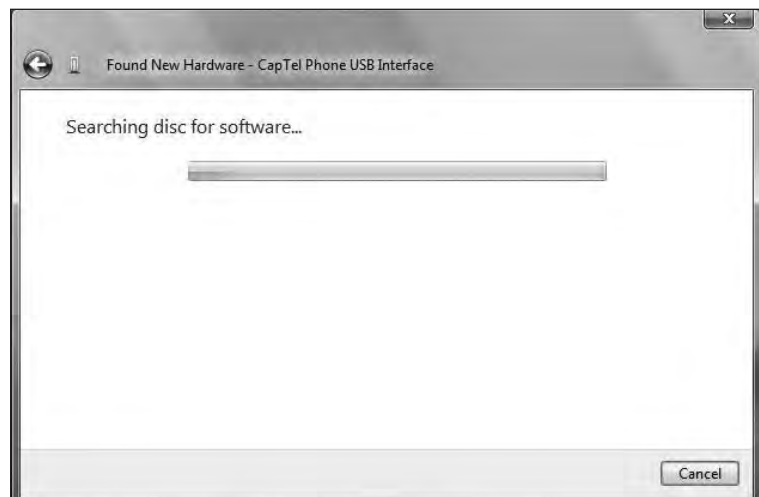 Found New Hardware - CapTel Phone USB Interface
Searching disc for software...
Cancel